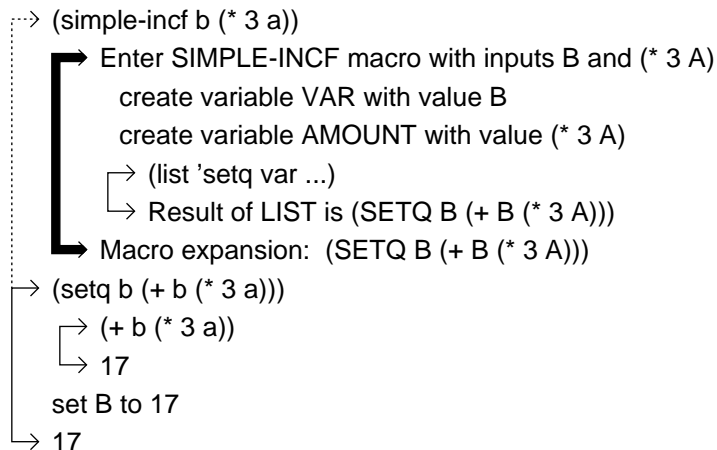 (simple-incf b (* 3 a))
Enter SIMPLE-INCF macro with inputs B and (* 3 A)
create variable VAR with value B
create variable AMOUNT with value (* 3 A)
(list 'setq var ...)
Result of LIST is (SETQ B (+ B (* 3 A)))
Macro expansion: (SETQ B (+ B (* 3 A)))
(setq b (+ b (* 3 a)))
(+ b (* 3 a))
17
set B to 17
17